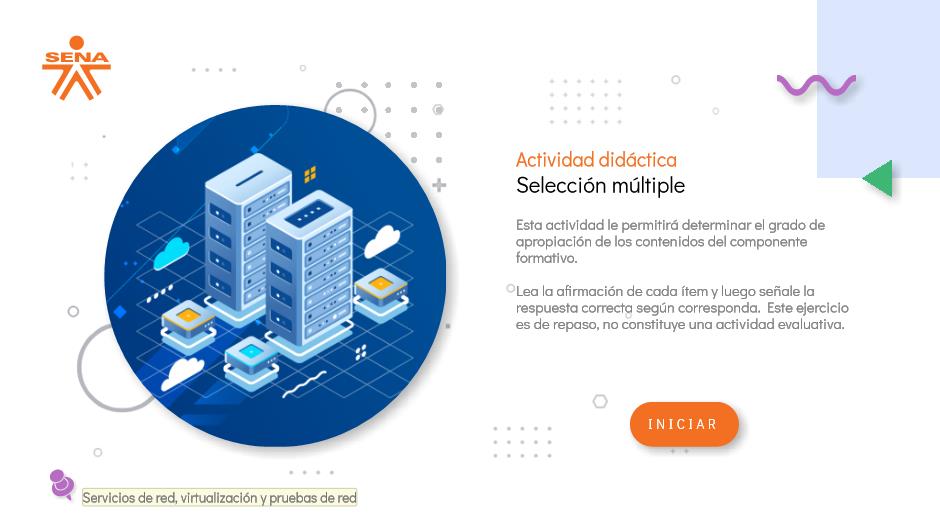 SENA
Actividad didáctica
Selección múltiple
Esta actividad le permitirá determinar el grado de
apropiación de los contenidos del componente
formativo.
Lea la afirmación de cada ítem y luego señale la
respuesta correcta según corresponda. Este ejercicio
es de repaso, no constituye una actividad evaluativa.
INICIAR
Servicios de red, virtualización y pruebas de red